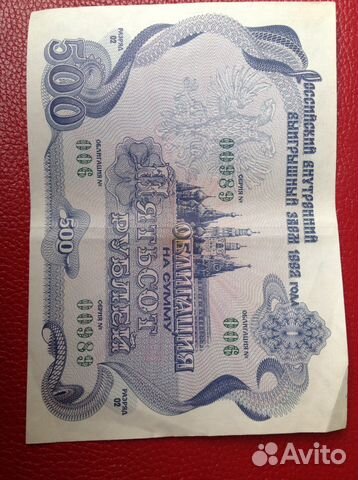 РОССИЙСКИЙ ВНУТРЕННИЙ
ВЫИГРЫШНЫЙ ЗАЕМ 1992 ГОДА
СЕРИЯ №
00989
ОБЛИГАЦИЯ №
006
ОБЛИГАЦИЯ
НА СУММУ
ПЯТЬСОТ
РУБЛЕЙ
РАЗРЯД
02
ОБЛИГАЦИЯ №
006
СЕРИЯ №
00989
РАЗРЯД
02
500
500
Avito